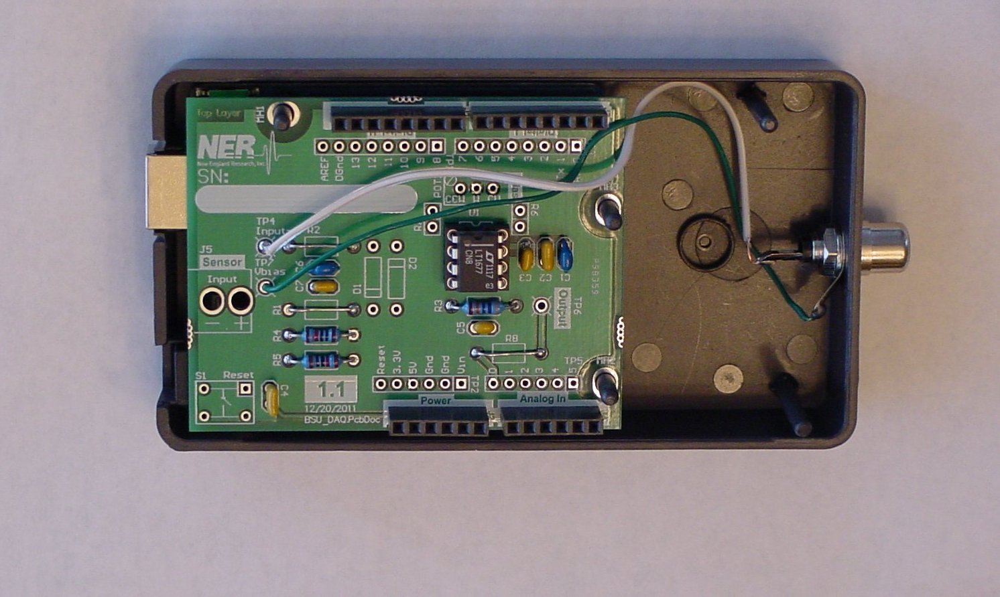 Top Layer
MH1
NER
New England Research, Inc.
SN:
AREF
DGnd
13
12
11
10
9
8
7
6
5
4
3
2
1
Tx
POT
CCW
W
CW
R6
U1
TP4
Input
R2
J5
Sensor
TP7
Vbias
Input
- +
C6
C7
D1
D2
R1
R4
R5
1117
LT1677
CN8
C3
C2
C1
P98359
R3
C5
TP6
Output
R8
Reset
3.3V
5V
Gnd
Gnd
Vin
TP2
0
1
2
3
4
5
TP5
MH2
S1
Reset
C4
1.1
12/20/2011
BSU_DAQ.PcbDoc
Power
Analog In